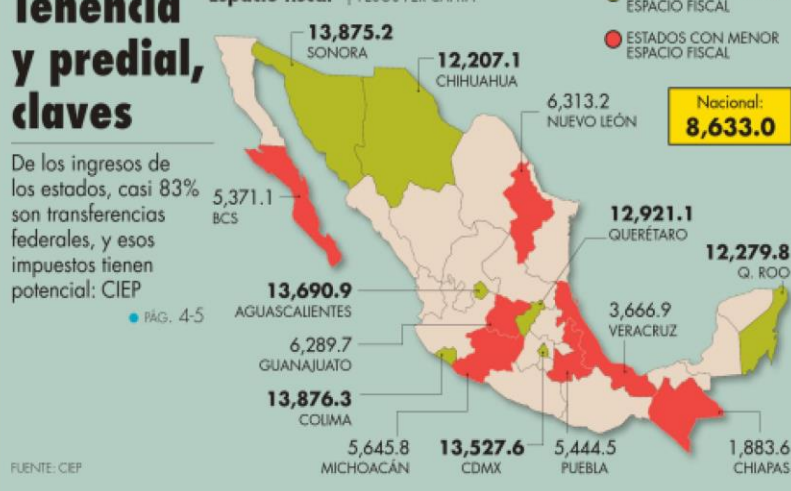 Tenencia
y predial,
claves
De los ingresos de
los estados, casi 83%
son transferencias
federales, y esos
impuestos tienen
potencial: CIEP
● PÁG. 4-5
ESPACIO FISCAL
ESTADOS CON MENOR
ESPACIO FISCAL
Nacional:
8,633.0
13,875.2
SONORA
12,207.1
CHIHUAHUA
6,313.2
NUEVO LEÓN
5,371.1
BCS
12,921.1
QUERÉTARO
12,279.8
Q. ROO
13,690.9
AGUASCALIENTES
3,666.9
VERACRUZ
6,289.7
GUANAJUATO
13,876.3
COLIMA
5,645.8
MICHOACÁN
13,527.6
CDMX
5,444.5
PUEBLA
1,883.6
CHIAPAS
FUENTE: CIEP